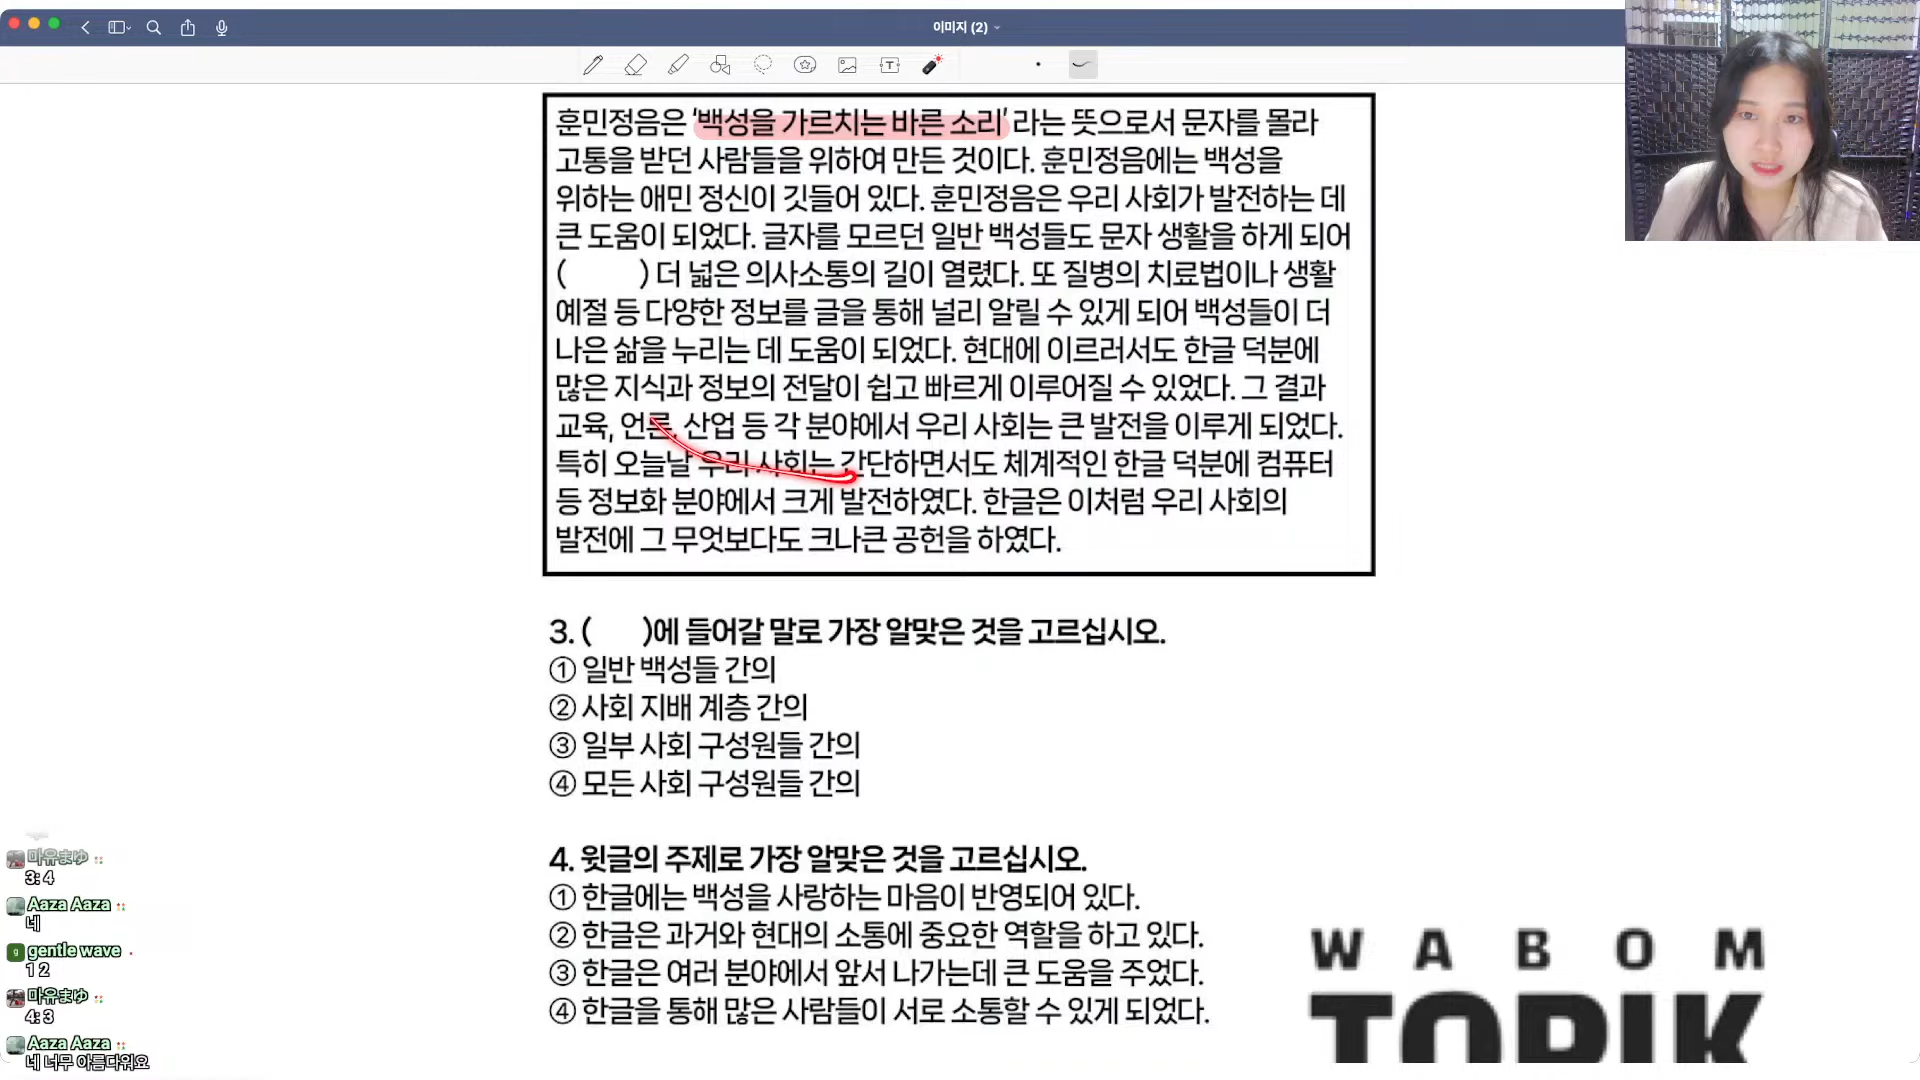 이미지 (2)
훈민정음은 '백성을 가르치는 바른 소리' 라는 뜻으로서 문자를 몰라
고통을 받던 사람들을 위하여 만든 것이다. 훈민정음에는 백성을
위하는 애민 정신이 깃들어 있다. 훈민정음은 우리 사회가 발전하는 데
큰 도움이 되었다. 글자를 모르던 일반 백성들도 문자 생활을 하게 되어
( ) 더 넓은 의사소통의 길이 열렸다. 또 질병의 치료법이나 생활
예절 등 다양한 정보를 글을 통해 널리 알릴 수 있게 되어 백성들이 더
나은 삶을 누리는 데 도움이 되었다. 현대에 이르러서도 한글 덕분에
많은 지식과 정보의 전달이 쉽고 빠르게 이루어질 수 있었다. 그 결과
교육, 언론, 산업 등 각 분야에서 우리 사회는 큰 발전을 이루게 되었다.
특히 오늘날 우리 사회는 간단하면서도 체계적인 한글 덕분에 컴퓨터
등 정보화 분야에서 크게 발전하였다. 한글은 이처럼 우리 사회의
발전에 그 무엇보다도 크나큰 공헌을 하였다.
3. ( )에 들어갈 말로 가장 알맞은 것을 고르십시오.
① 일반 백성들 간의
② 사회 지배 계층 간의
③ 일부 사회 구성원들 간의
④ 모든 사회 구성원들 간의
4. 윗글의 주제로 가장 알맞은 것을 고르십시오.
① 한글에는 백성을 사랑하는 마음이 반영되어 있다.
② 한글은 과거와 현대의 소통에 중요한 역할을 하고 있다.
③ 한글은 여러 분야에서 앞서 나가는데 큰 도움을 주었다.
④ 한글을 통해 많은 사람들이 서로 소통할 수 있게 되었다.
마유まゆ
3: 4
Aaza Aaza
네
g gentle wave
1 2
마유まゆ
4: 3
Aaza Aaza
네 너무 아름다워요
WABOM
TOPIK